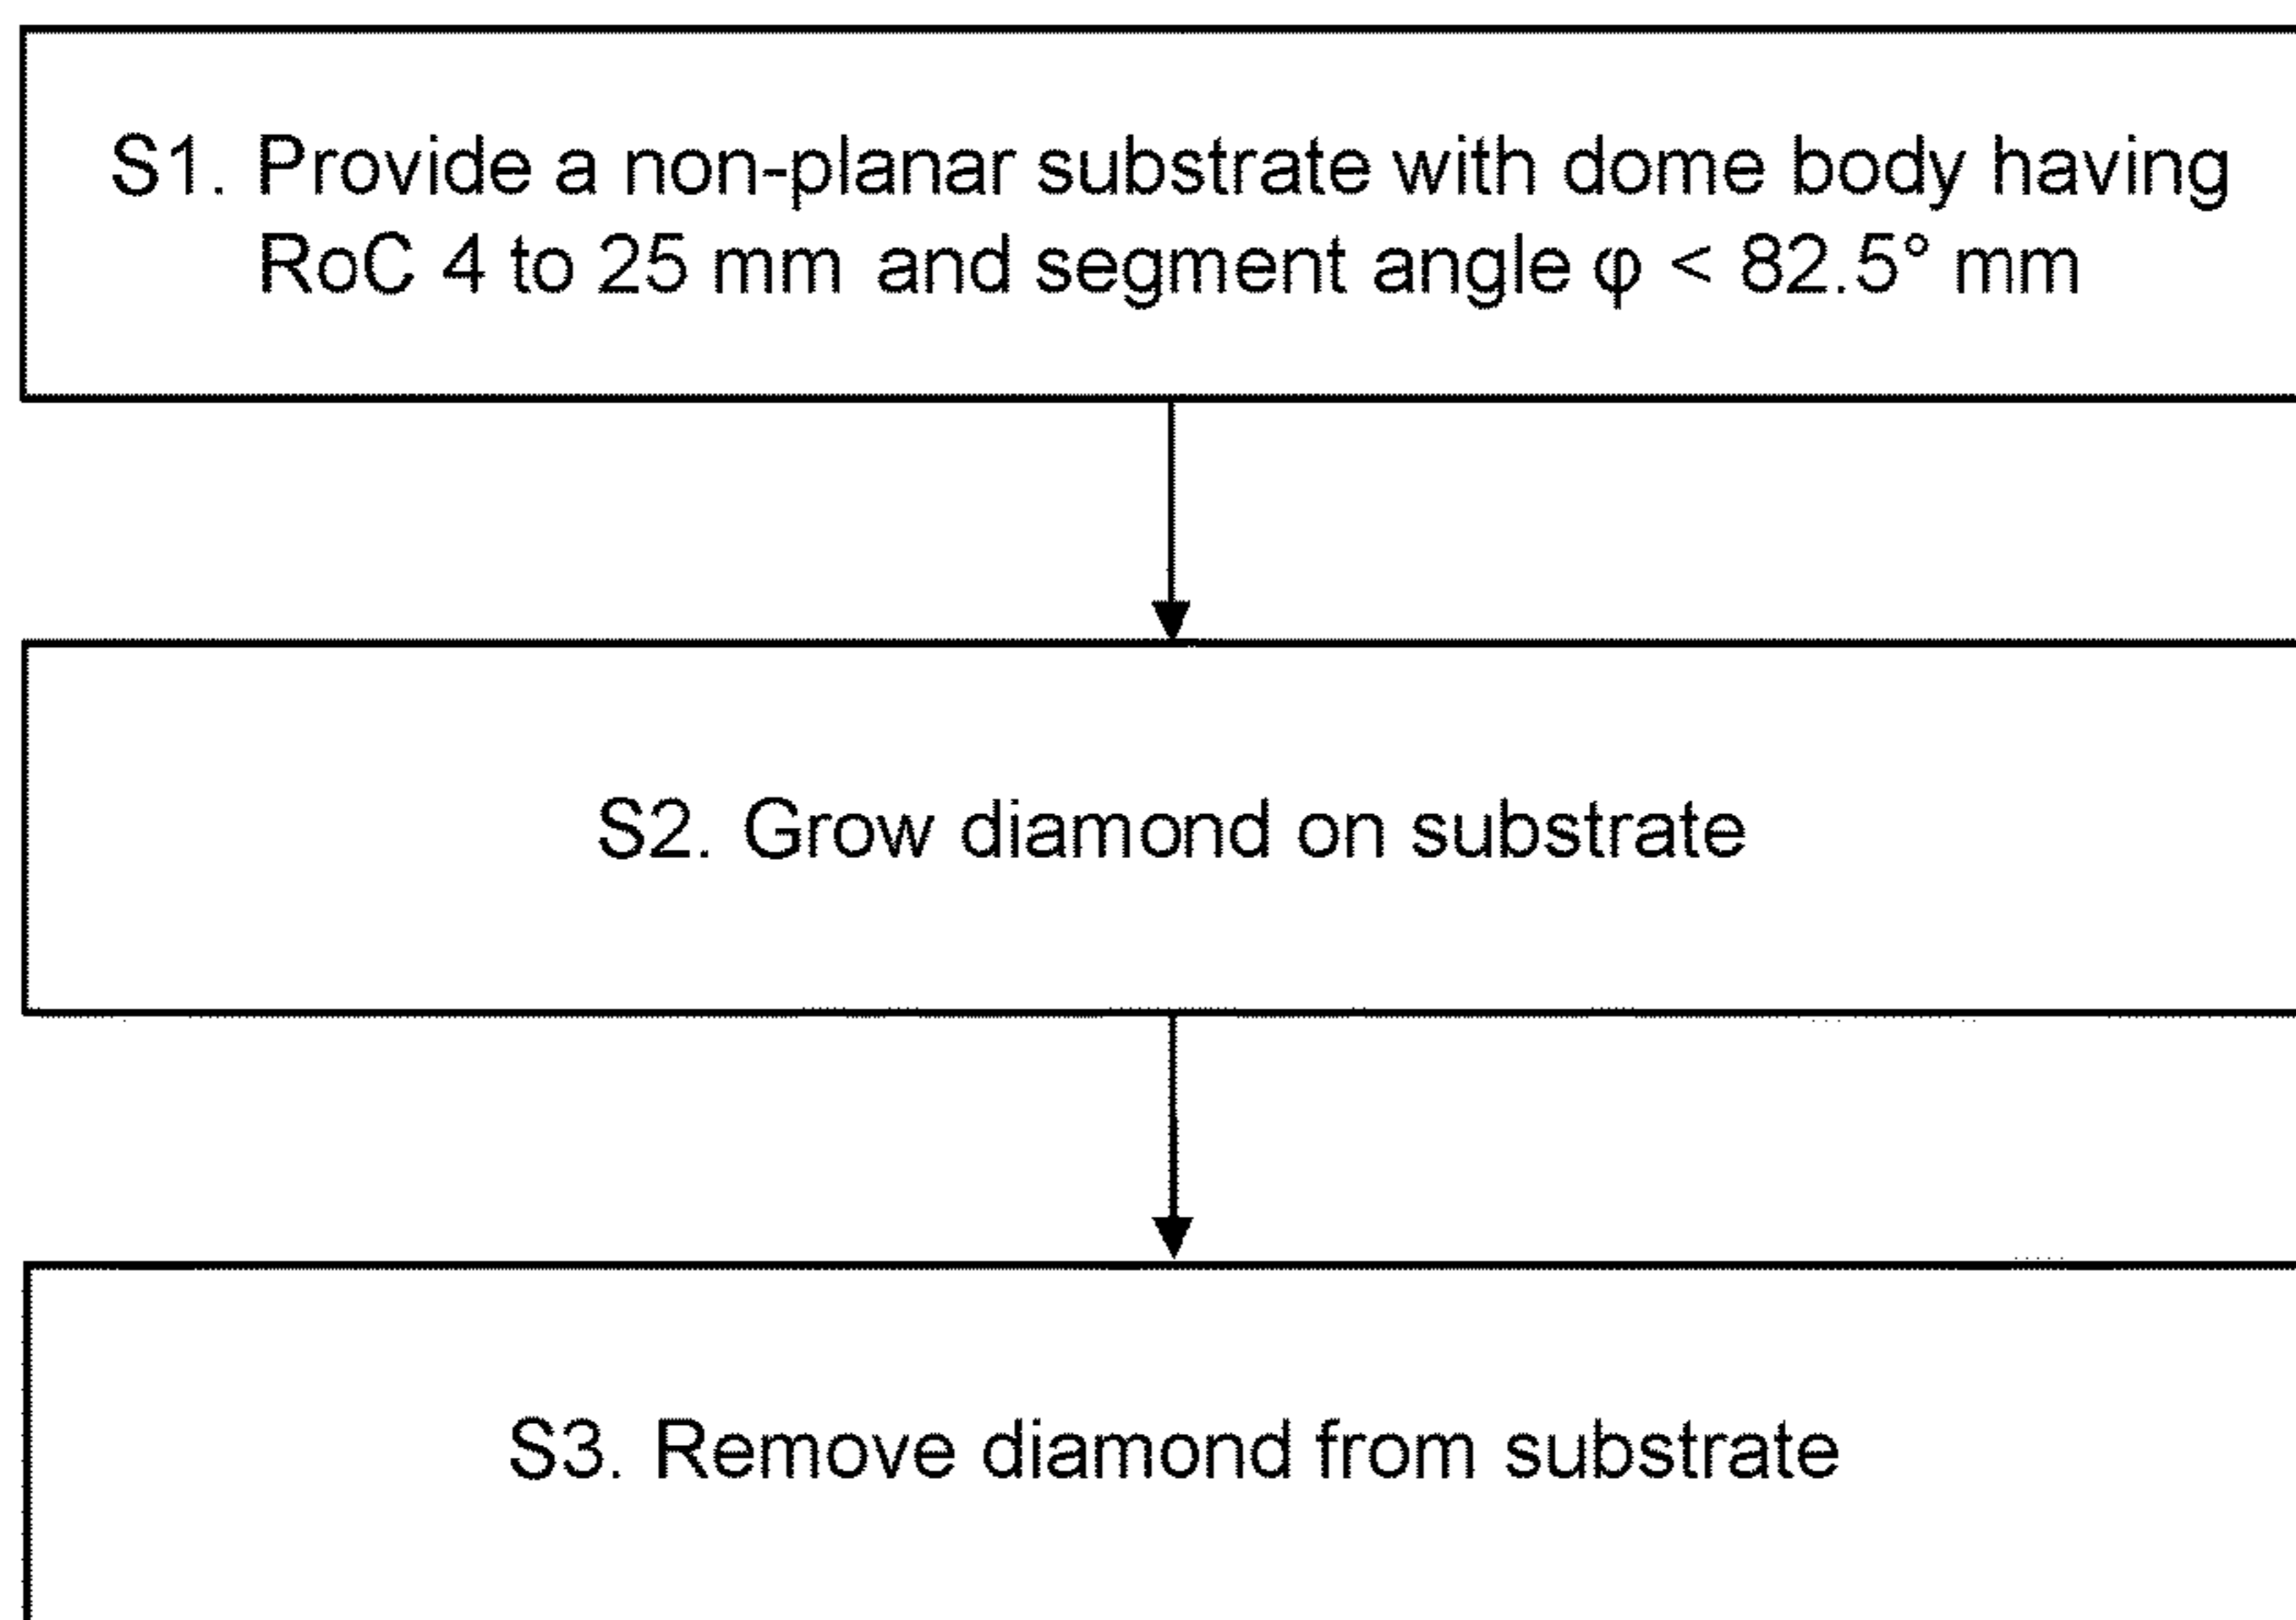 S1. Provide a non-planar substrate with dome body having
RoC 4 to 25 mm and segment angle φ < 82.5° mm
S2. Grow diamond on substrate
S3. Remove diamond from substrate